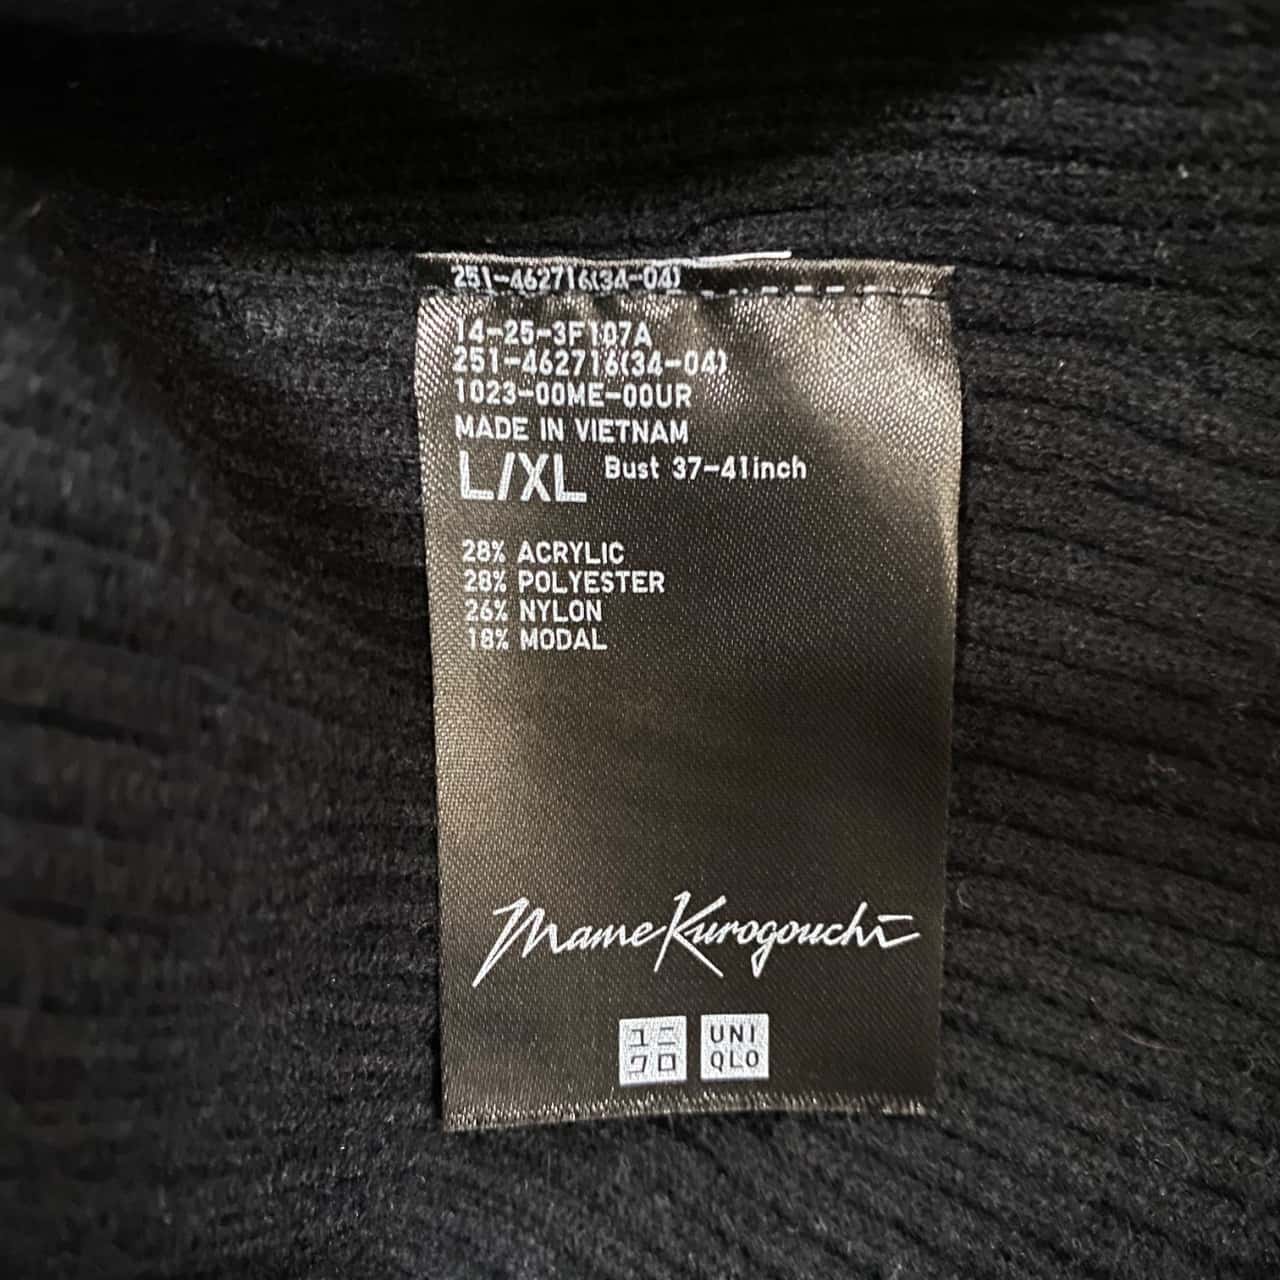 251-462716(34-04)
14-25-3F107A
251-462716(34-04)
1023-00ME-00UR
MADE IN VIETNAM
L/XL Bust 37-41inch
28% ACRYLIC
28% POLYESTER
26% NYLON
18% MODAL
Mame Kurogouchi
ユニ UNI
クロ QLO